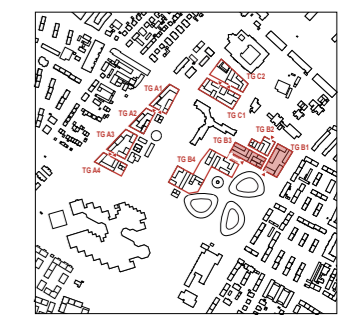 TG C2
TG A1
TG A2
TG C1
TG B2
TG A3
TG B3
TG B1
TG B4
TG A4